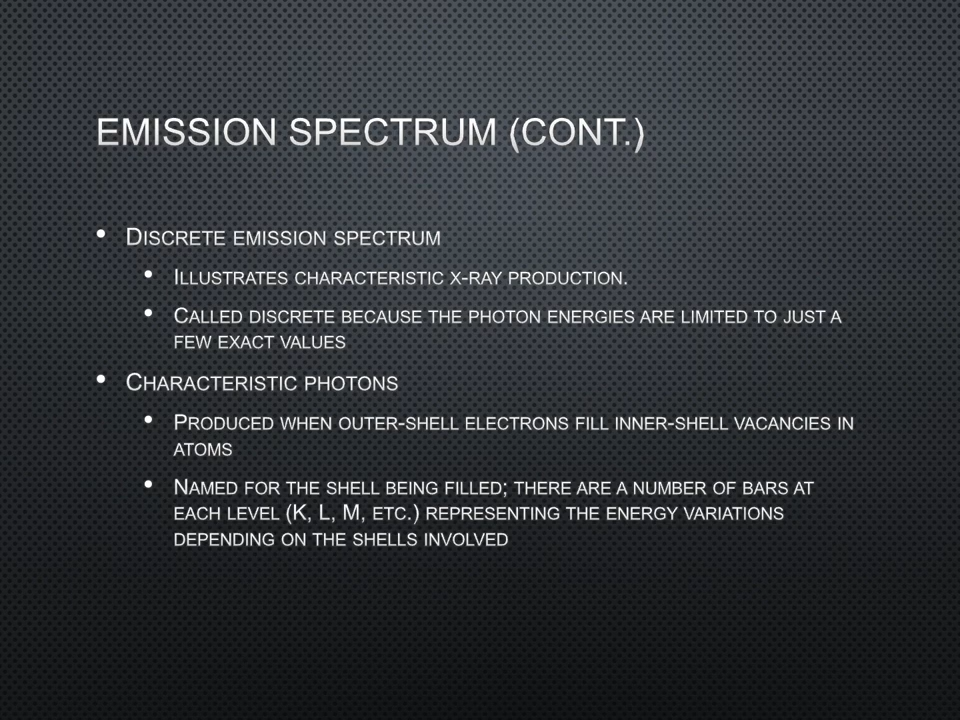 EMISSION SPECTRUM (CONT.)
• DISCRETE EMISSION SPECTRUM
• ILLUSTRATES CHARACTERISTIC X-RAY PRODUCTION.
• CALLED DISCRETE BECAUSE THE PHOTON ENERGIES ARE LIMITED TO JUST A
FEW EXACT VALUES
• CHARACTERISTIC PHOTONS
• PRODUCED WHEN OUTER-SHELL ELECTRONS FILL INNER-SHELL VACANCIES IN
ATOMS
• NAMED FOR THE SHELL BEING FILLED; THERE ARE A NUMBER OF BARS AT
EACH LEVEL (K, L, M, ETC.) REPRESENTING THE ENERGY VARIATIONS
DEPENDING ON THE SHELLS INVOLVED